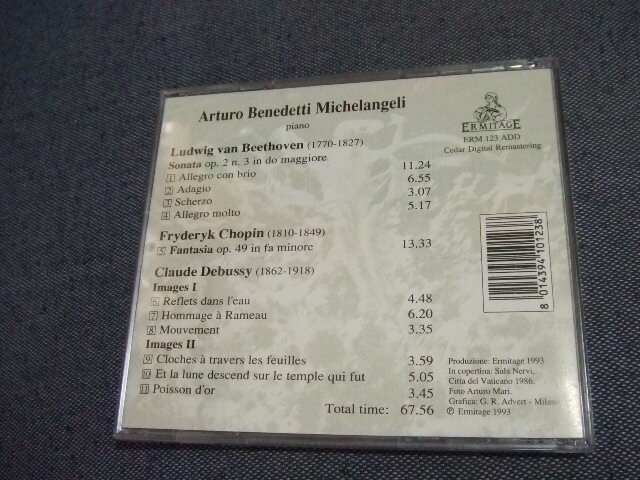 Arturo Benedetti Michelangeli
piano
ERMITAGE
ERM 123 ADD
Cedar Digital Remastering
Ludwig van Beethoven (1770-1827)
Sonata op. 2 n. 3 in do maggiore
1 Allegro con brio 11.24
2 Adagio 6.55
3 Scherzo 3.07
4 Allegro molto 5.17
Fryderyk Chopin (1810-1849)
5 Fantasia op. 49 in fa minore 13.33
Claude Debussy (1862-1918)
Images I
6 Reflets dans l'eau 4.48
7 Hommage à Rameau 6.20
8 Mouvement 3.35
Images II
9 Cloches à travers les feuilles 3.59
10 Et la lune descend sur le temple qui fut 5.05
11 Poisson d'or 3.45
Total time: 67.56
8 014394 101238
Produzione: Ermitage 1993
In copertina: Sala Nervi,
Città del Vaticano 1986.
Foto Arturo Mari.
Grafica: G. R. Advert - Milano
℗ Ermitage 1993